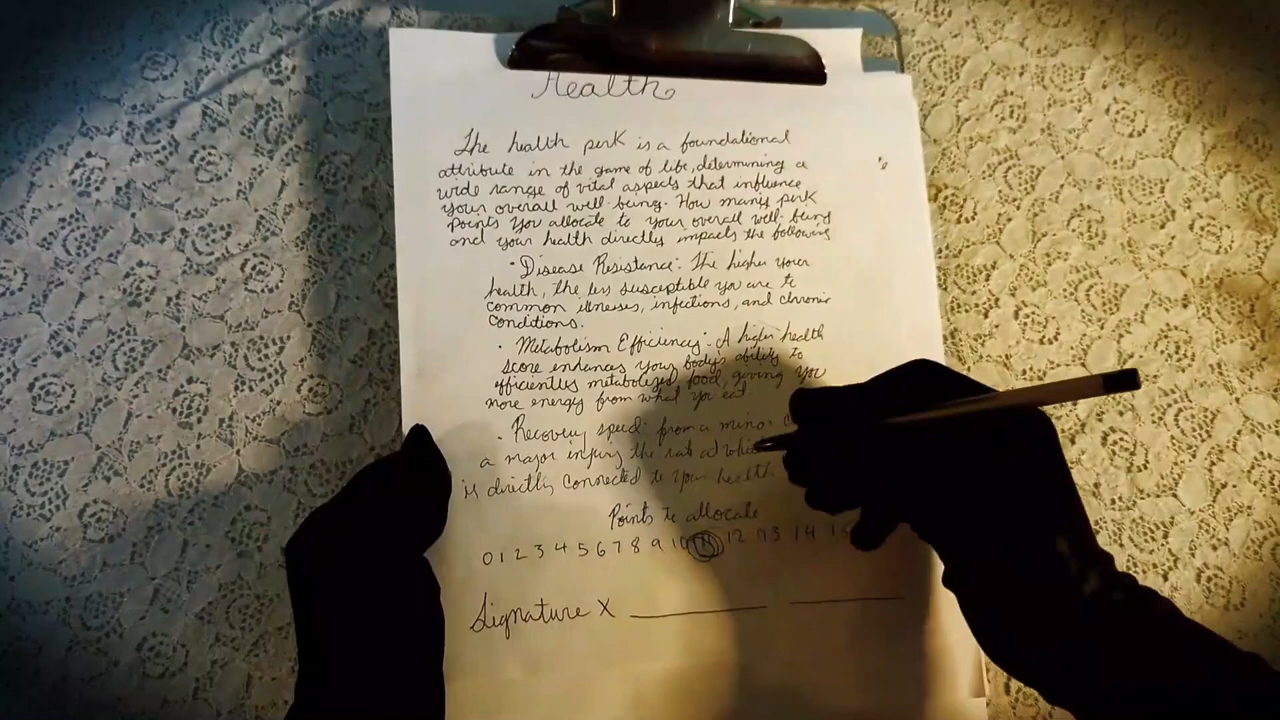 Health
The health perk is a foundational
attribute in the game of life, determining a
wide range of vital aspects that influence
your overall well-being. How many perk
points you allocate to your overall well-being
and your health directly impacts the following
• Disease Resistance: The higher your
health, the less susceptible you are to
common illnesses, infections, and chronic
conditions.
• Metabolism Efficiency: A higher health
score enhances your body's ability to
efficiently metabolized food, giving you
more energy from what you eat
• Recovery speed: from a minor
a major injury the rate at which
is directly connected to your health
Points to allocate
0 1 2 3 4 5 6 7 8 9 10 11 12 13 14 15
Signature X